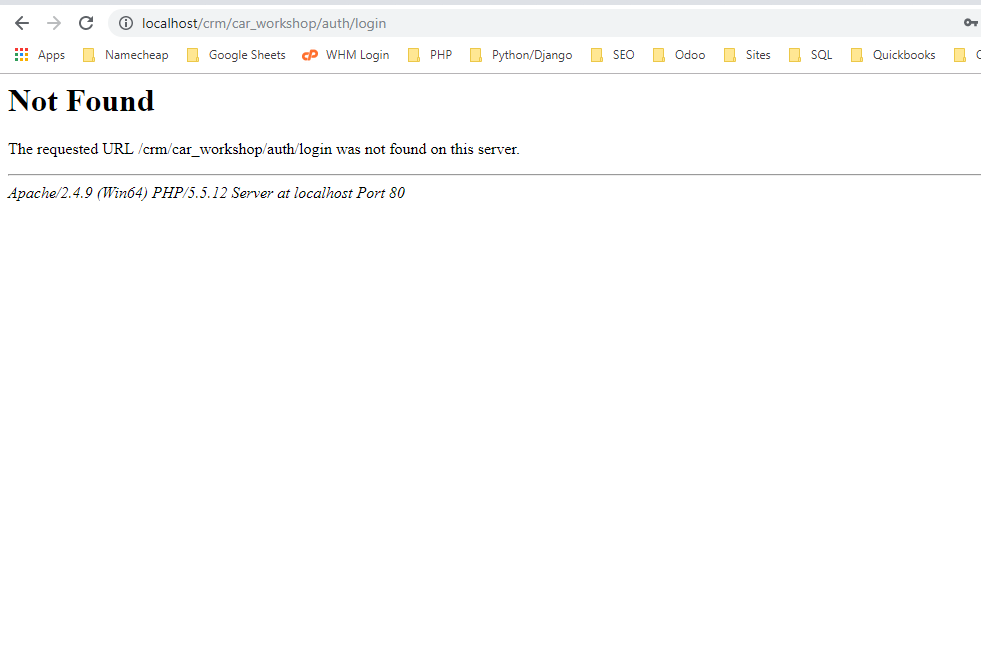 localhost/crm/car_workshop/auth/login
Apps Namecheap Google Sheets cP WHM Login PHP Python/Django SEO Odoo Sites SQL Quickbooks
Not Found
The requested URL /crm/car_workshop/auth/login was not found on this server.
Apache/2.4.9 (Win64) PHP/5.5.12 Server at localhost Port 80